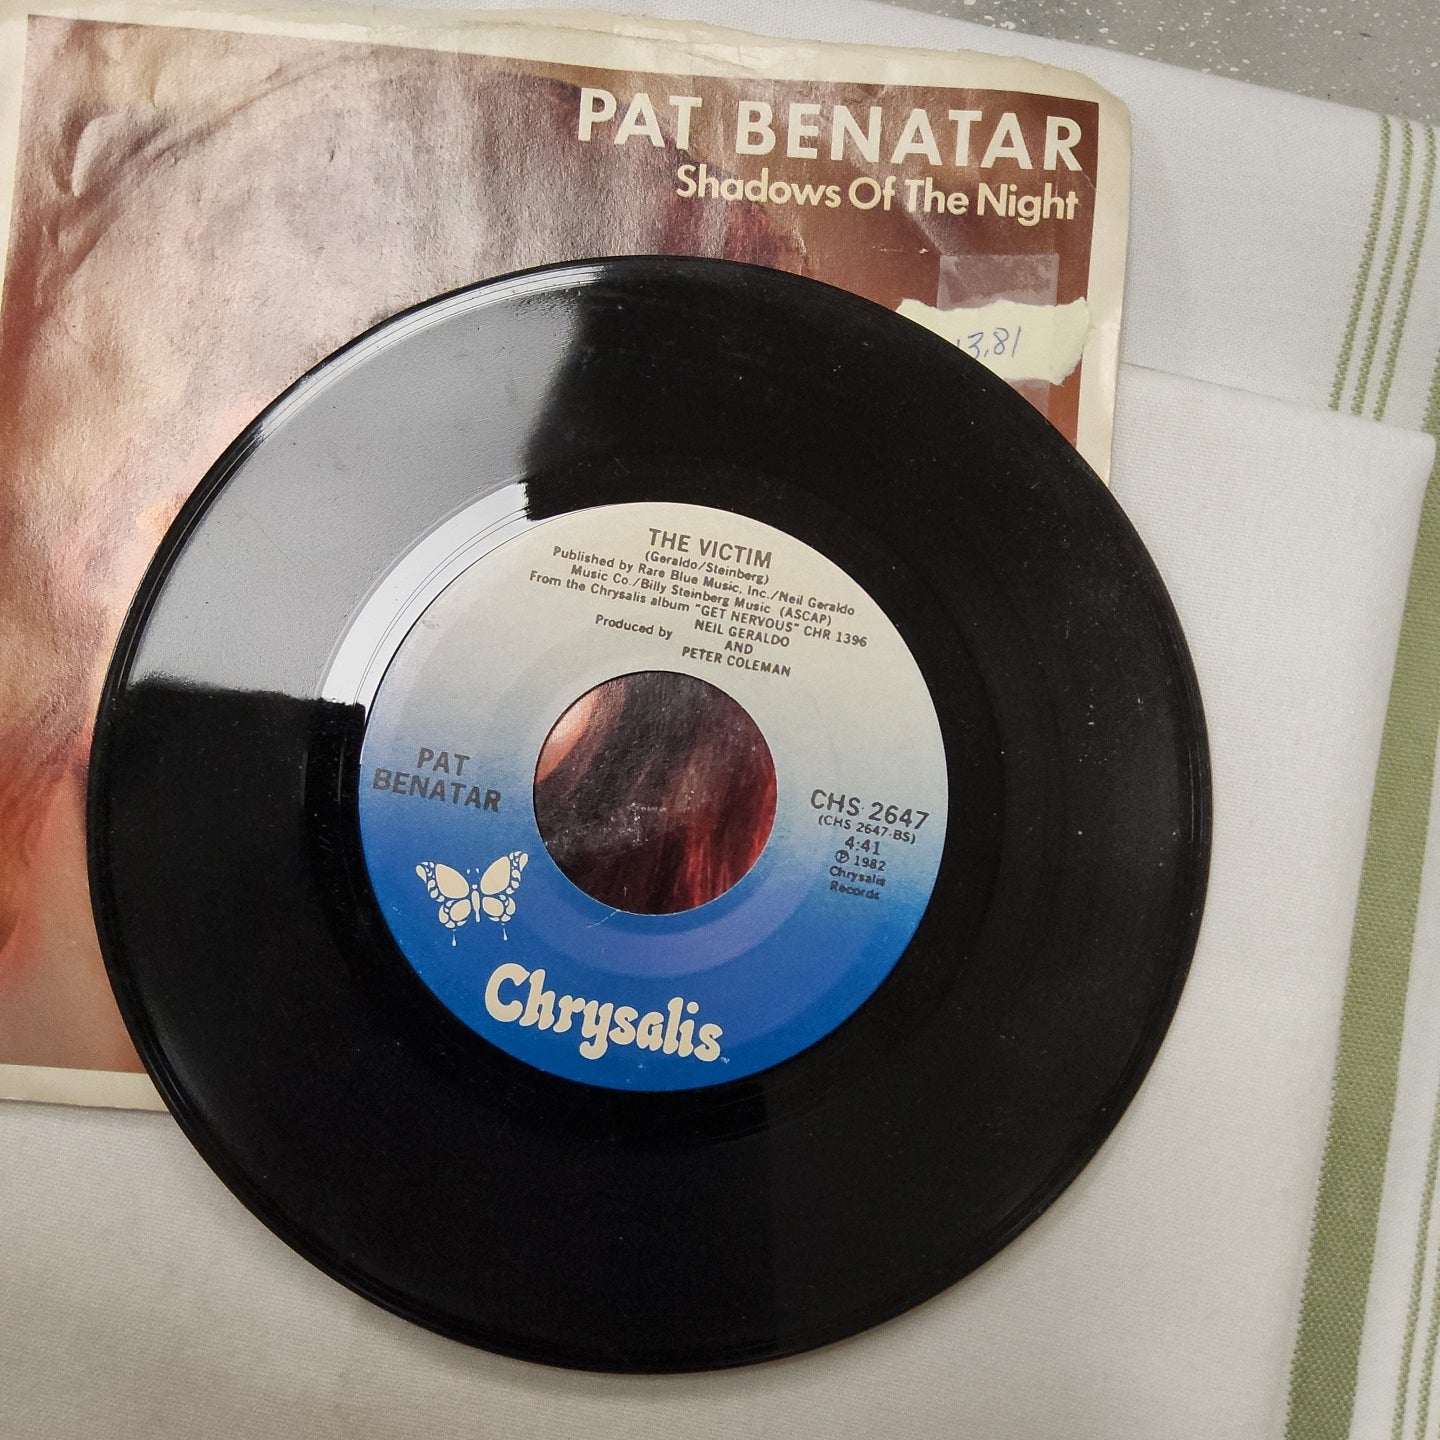 PAT BENATAR
Shadows Of The Night
13,81
THE VICTIM
(Geraldo/Steinberg)
Published by Rare Blue Music, Inc./Neil Geraldo
Music Co./Billy Steinberg Music (ASCAP)
From the Chrysalis album "GET NERVOUS" CHR 1396
Produced by NEIL GERALDO
AND
PETER COLEMAN
PAT
BENATAR
CHS 2647
(CHS 2647-BS)
4:41
℗ 1982
Chrysalis
Records
Chrysalis